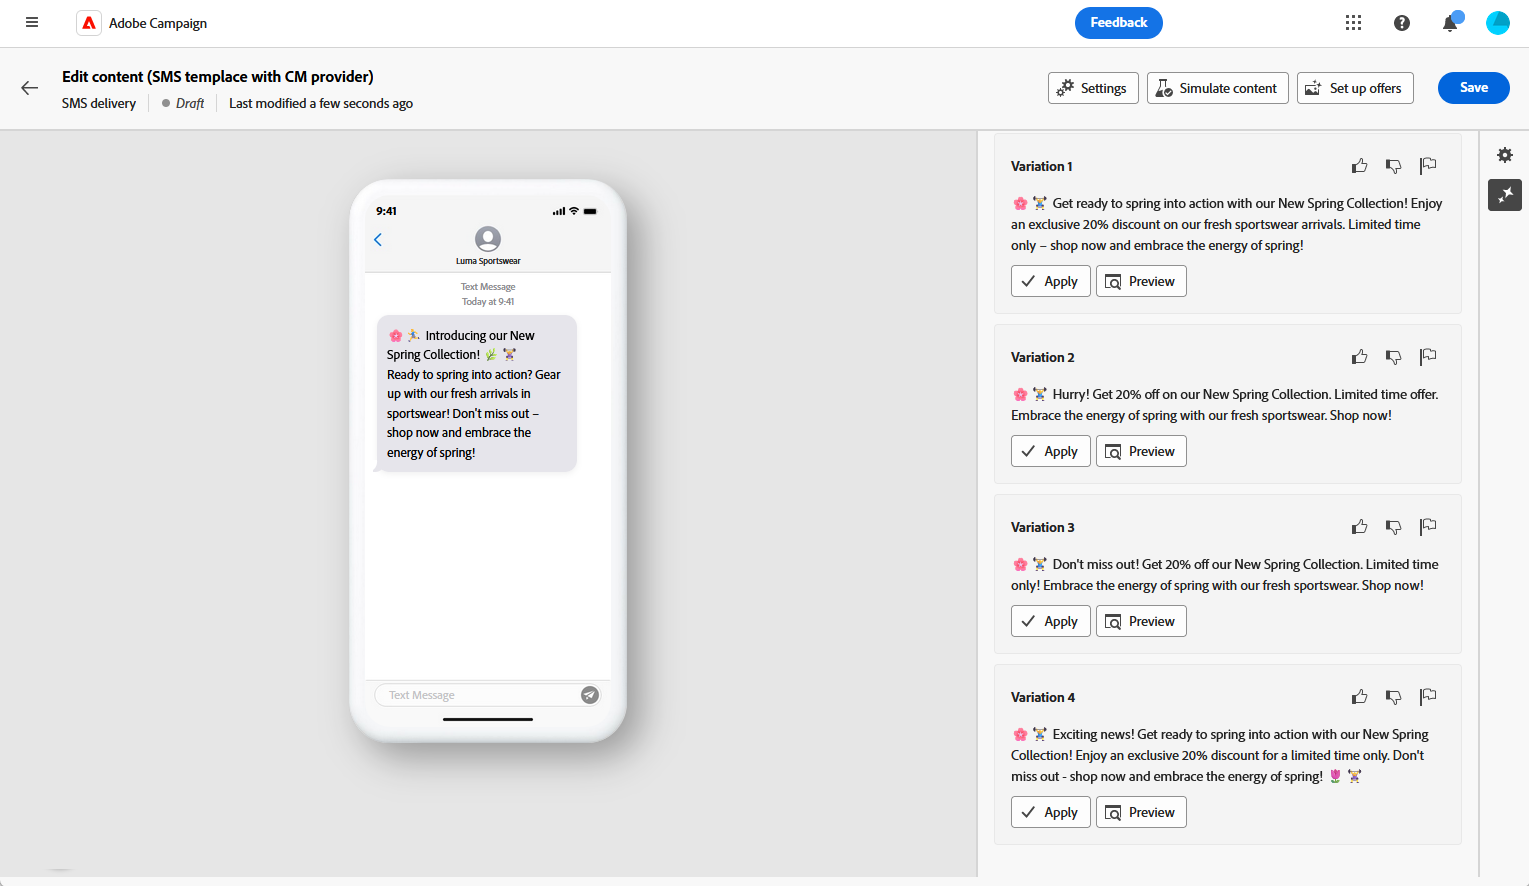 Adobe Campaign
Feedback
Edit content (SMS templace with CM provider)
SMS delivery
Draft
Last modified a few seconds ago
Settings
Simulate content
Set up offers
Save
9:41
Luma Sportswear
Text Message
Today at 9:41
🌸 🏃 Introducing our New
Spring Collection! 🌿 🏋️‍♀️
Ready to spring into action? Gear
up with our fresh arrivals in
sportswear! Don't miss out –
shop now and embrace the
energy of spring!
Text Message
Variation 1
🌸 🏋️ Get ready to spring into action with our New Spring Collection! Enjoy
an exclusive 20% discount on our fresh sportswear arrivals. Limited time
only – shop now and embrace the energy of spring!
Apply
Preview
Variation 2
🌸 🏋️ Hurry! Get 20% off on our New Spring Collection. Limited time offer.
Embrace the energy of spring with our fresh sportswear. Shop now!
Apply
Preview
Variation 3
🌸 🏋️ Don't miss out! Get 20% off our New Spring Collection. Limited time
only! Embrace the energy of spring with our fresh sportswear. Shop now!
Apply
Preview
Variation 4
🌸 🏋️ Exciting news! Get ready to spring into action with our New Spring
Collection! Enjoy an exclusive 20% discount for a limited time only. Don't
miss out - shop now and embrace the energy of spring! 🌷 🏋️‍♀️
Apply
Preview